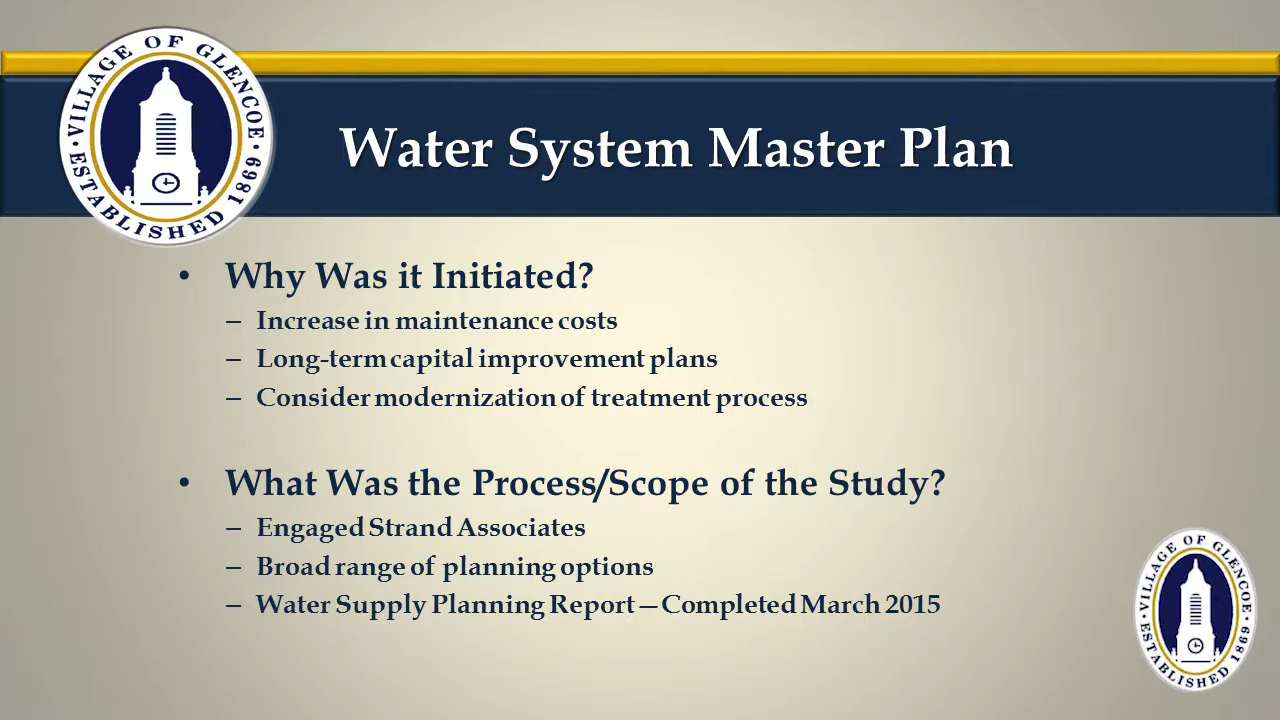 VILLAGE OF GLENCOE
ESTABLISHED 1869
Water System Master Plan
• Why Was it Initiated?
– Increase in maintenance costs
– Long-term capital improvement plans
– Consider modernization of treatment process
• What Was the Process/Scope of the Study?
– Engaged Strand Associates
– Broad range of planning options
– Water Supply Planning Report—Completed March 2015
VILLAGE OF GLENCOE
ESTABLISHED 1869